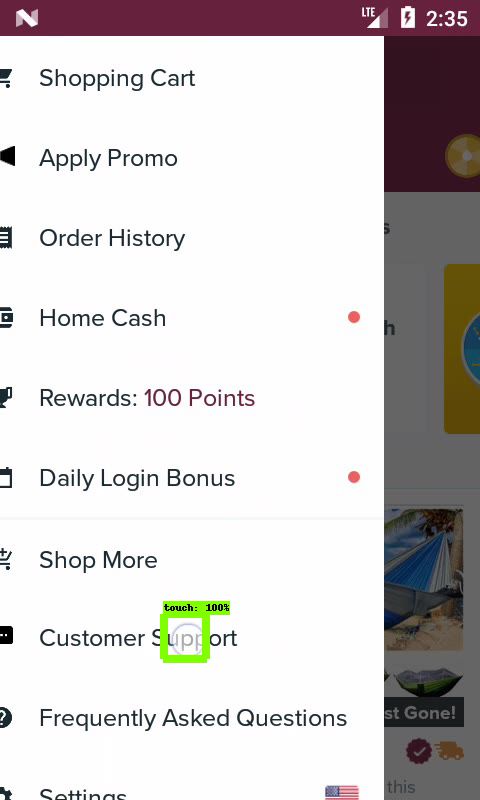 LTE 2:35
Shopping Cart
Apply Promo
Order History
Home Cash
Rewards: 100 Points
Daily Login Bonus
Shop More
touch: 100%
Customer Support
st Gone!
Frequently Asked Questions
this
Settings